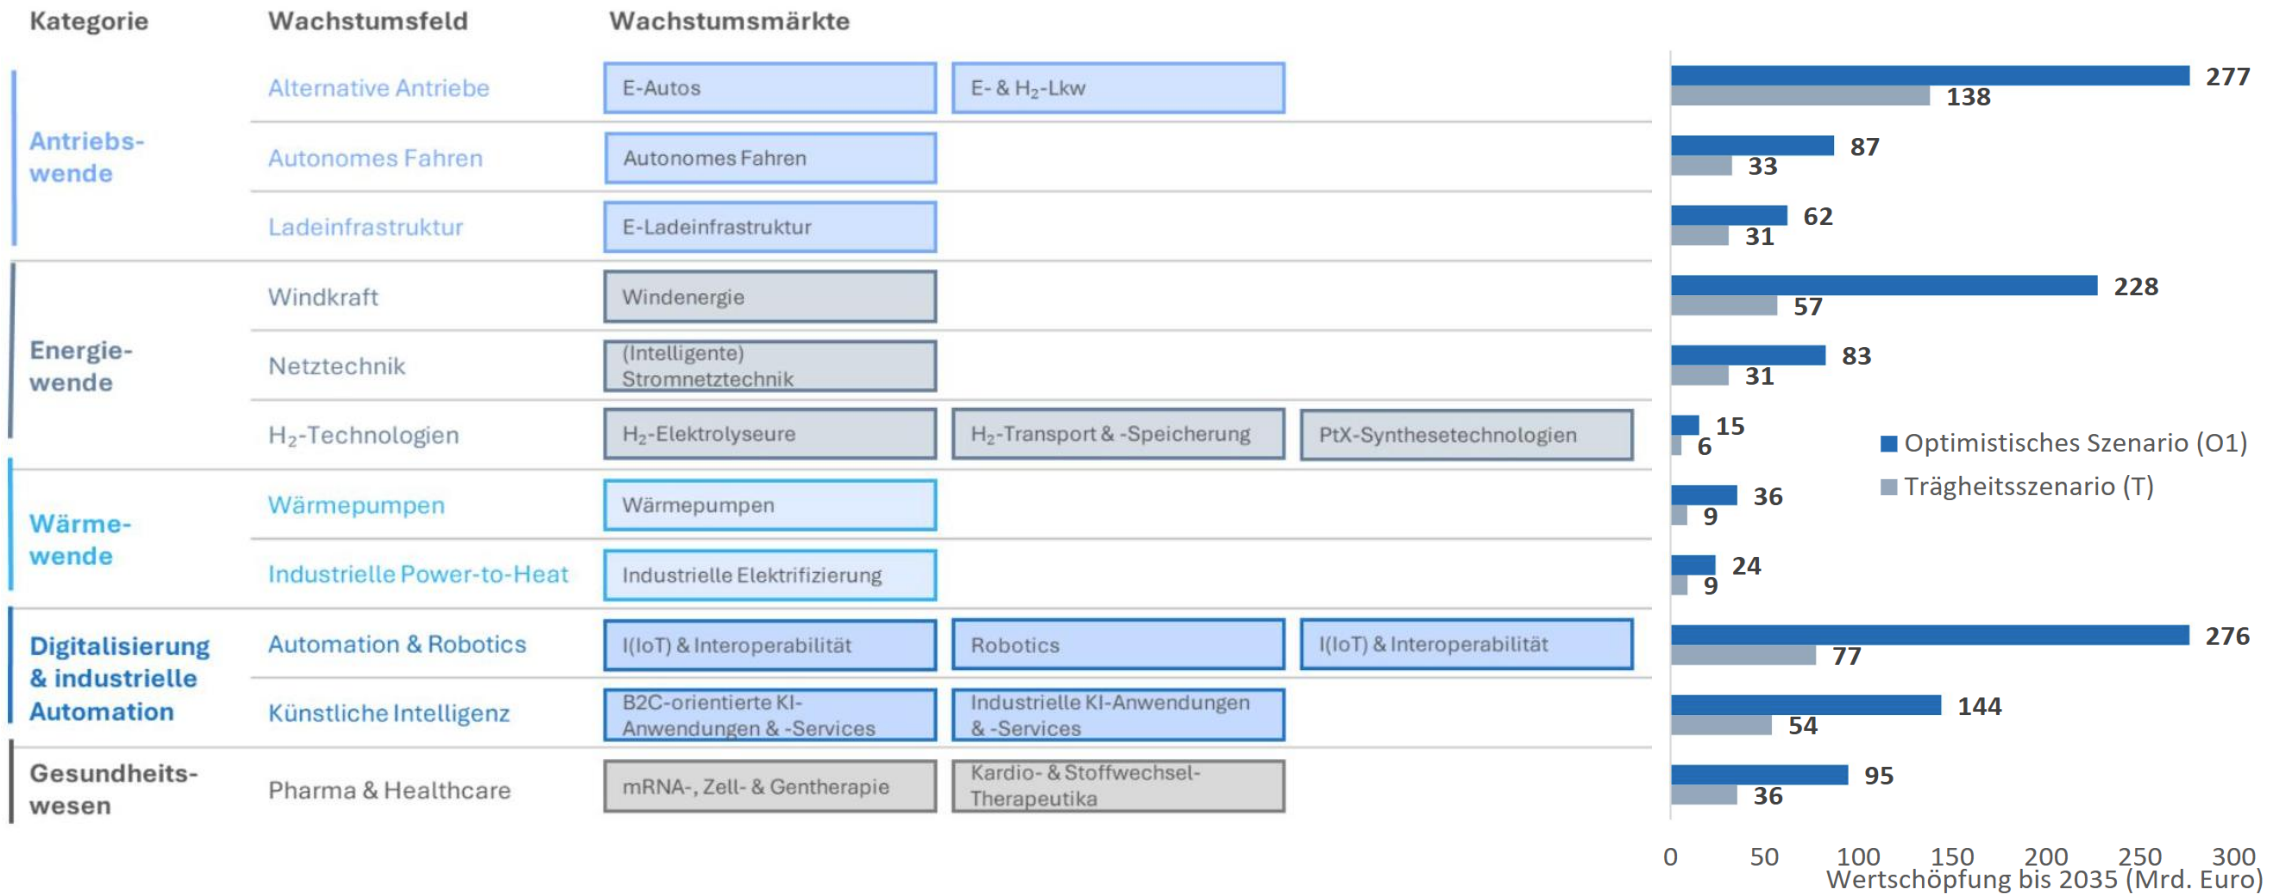 Kategorie
Wachstumsfeld
Wachstumsmärkte
Antriebs-
wende
Alternative Antriebe
E-Autos
E- & H₂-Lkw
277
138
Autonomes Fahren
Autonomes Fahren
87
33
Ladeinfrastruktur
E-Ladeinfrastruktur
62
31
Energie-
wende
Windkraft
Windenergie
228
57
Netztechnik
(Intelligente)
Stromnetztechnik
83
31
H₂-Technologien
H₂-Elektrolyseure
H₂-Transport & -Speicherung
PtX-Synthesetechnologien
15
6
Optimistisches Szenario (O1)
Trägheitsszenario (T)
Wärme-
wende
Wärmepumpen
Wärmepumpen
36
9
Industrielle Power-to-Heat
Industrielle Elektrifizierung
24
9
Digitalisierung
& industrielle
Automation
Automation & Robotics
I(IoT) & Interoperabilität
Robotics
I(IoT) & Interoperabilität
276
77
Künstliche Intelligenz
B2C-orientierte KI-
Anwendungen & -Services
Industrielle KI-Anwendungen
& -Services
144
54
Gesundheits-
wesen
Pharma & Healthcare
mRNA-, Zell- & Gentherapie
Kardio- & Stoffwechsel-
Therapeutika
95
36
0 50 100 150 200 250 300
Wertschöpfung bis 2035 (Mrd. Euro)